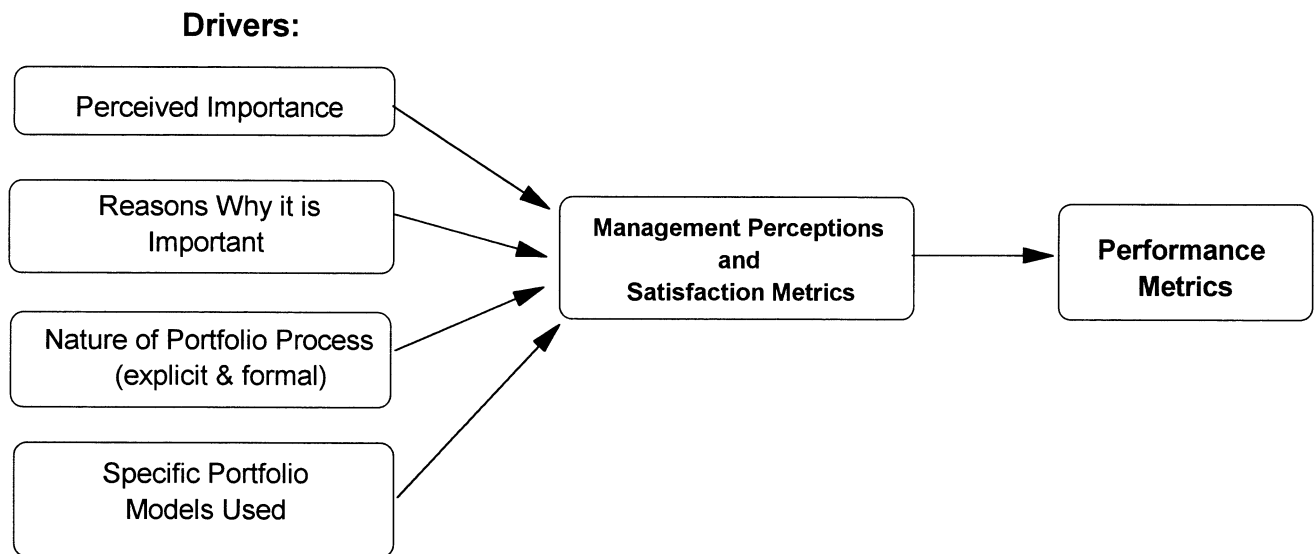 Drivers:
Perceived Importance
Reasons Why it is
Important
Nature of Portfolio Process
(explicit & formal)
Specific Portfolio
Models Used
Management Perceptions
and
Satisfaction Metrics
Performance
Metrics